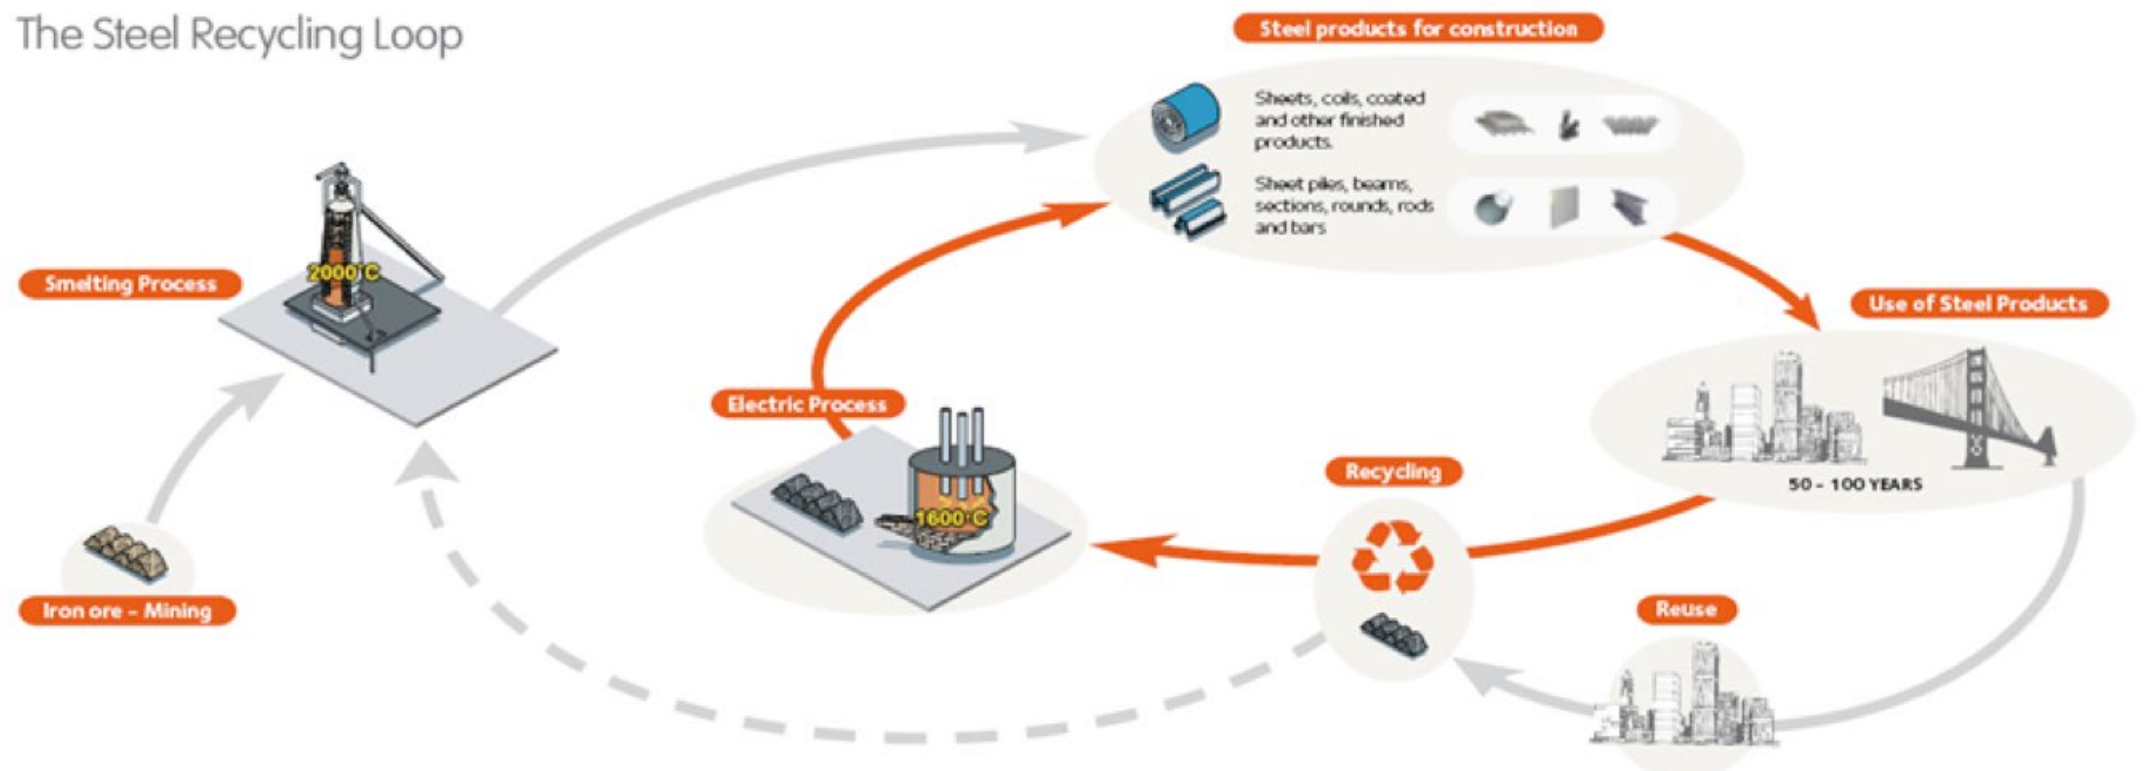 The Steel Recycling Loop
Steel products for construction
Sheets, coils, coated
and other finished
products.
Sheet piles, beams,
sections, rounds, rods
and bars
Smelting Process
2000°C
Use of Steel Products
50 - 100 YEARS
Electric Process
1600°C
Recycling
Reuse
Iron ore - Mining